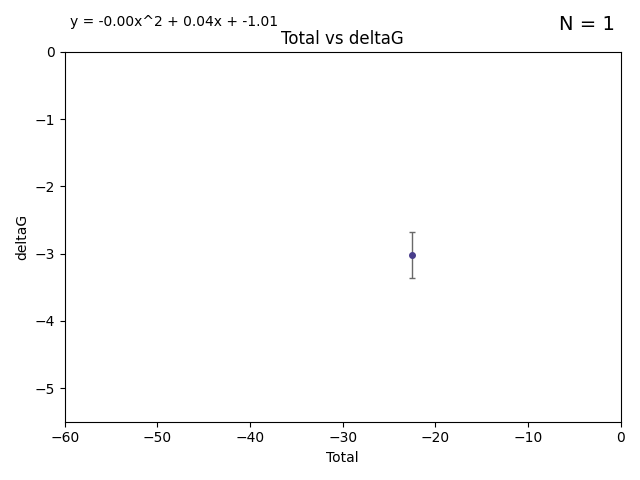 y = -0.00x^2 + 0.04x + -1.01
N = 1
Total vs deltaG
0
−1
−2
−3
−4
−5
deltaG
−60 −50 −40 −30 −20 −10 0
Total